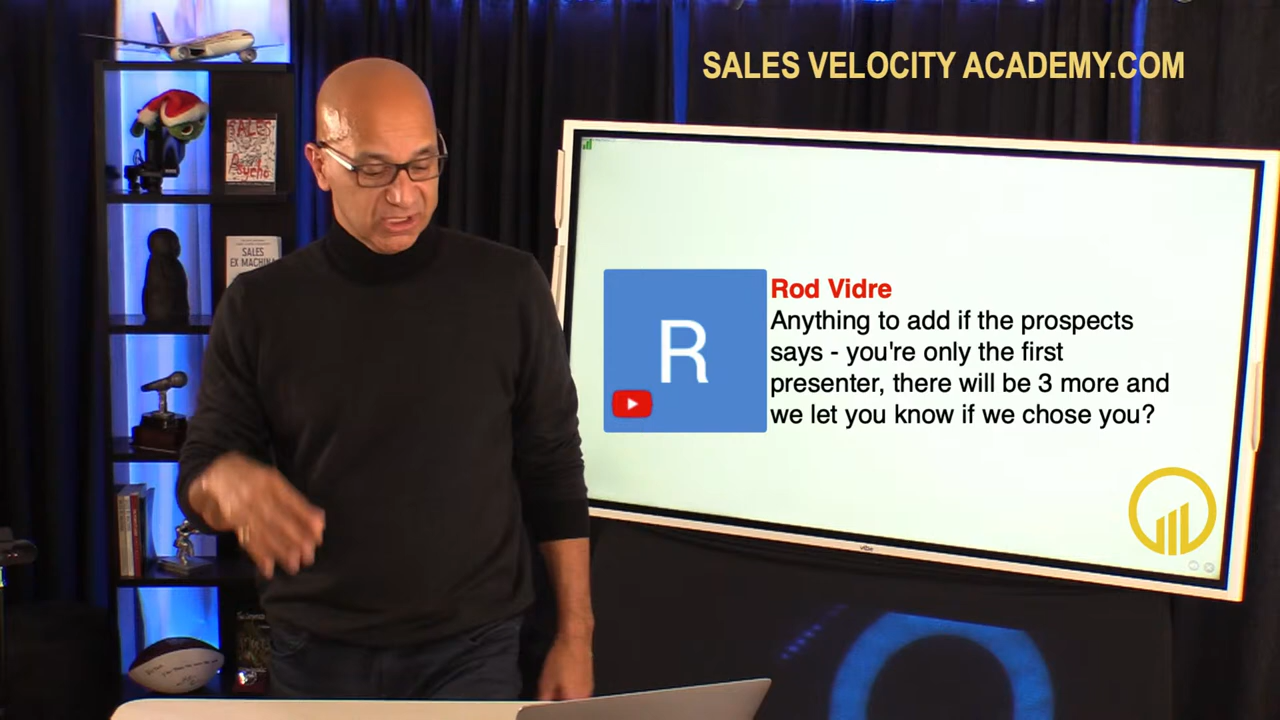 SALES VELOCITY ACADEMY.COM
SALES
Psycho
SALES
EX MACHINA
R
Rod Vidre
Anything to add if the prospects
says - you're only the first
presenter, there will be 3 more and
we let you know if we chose you?
vibe